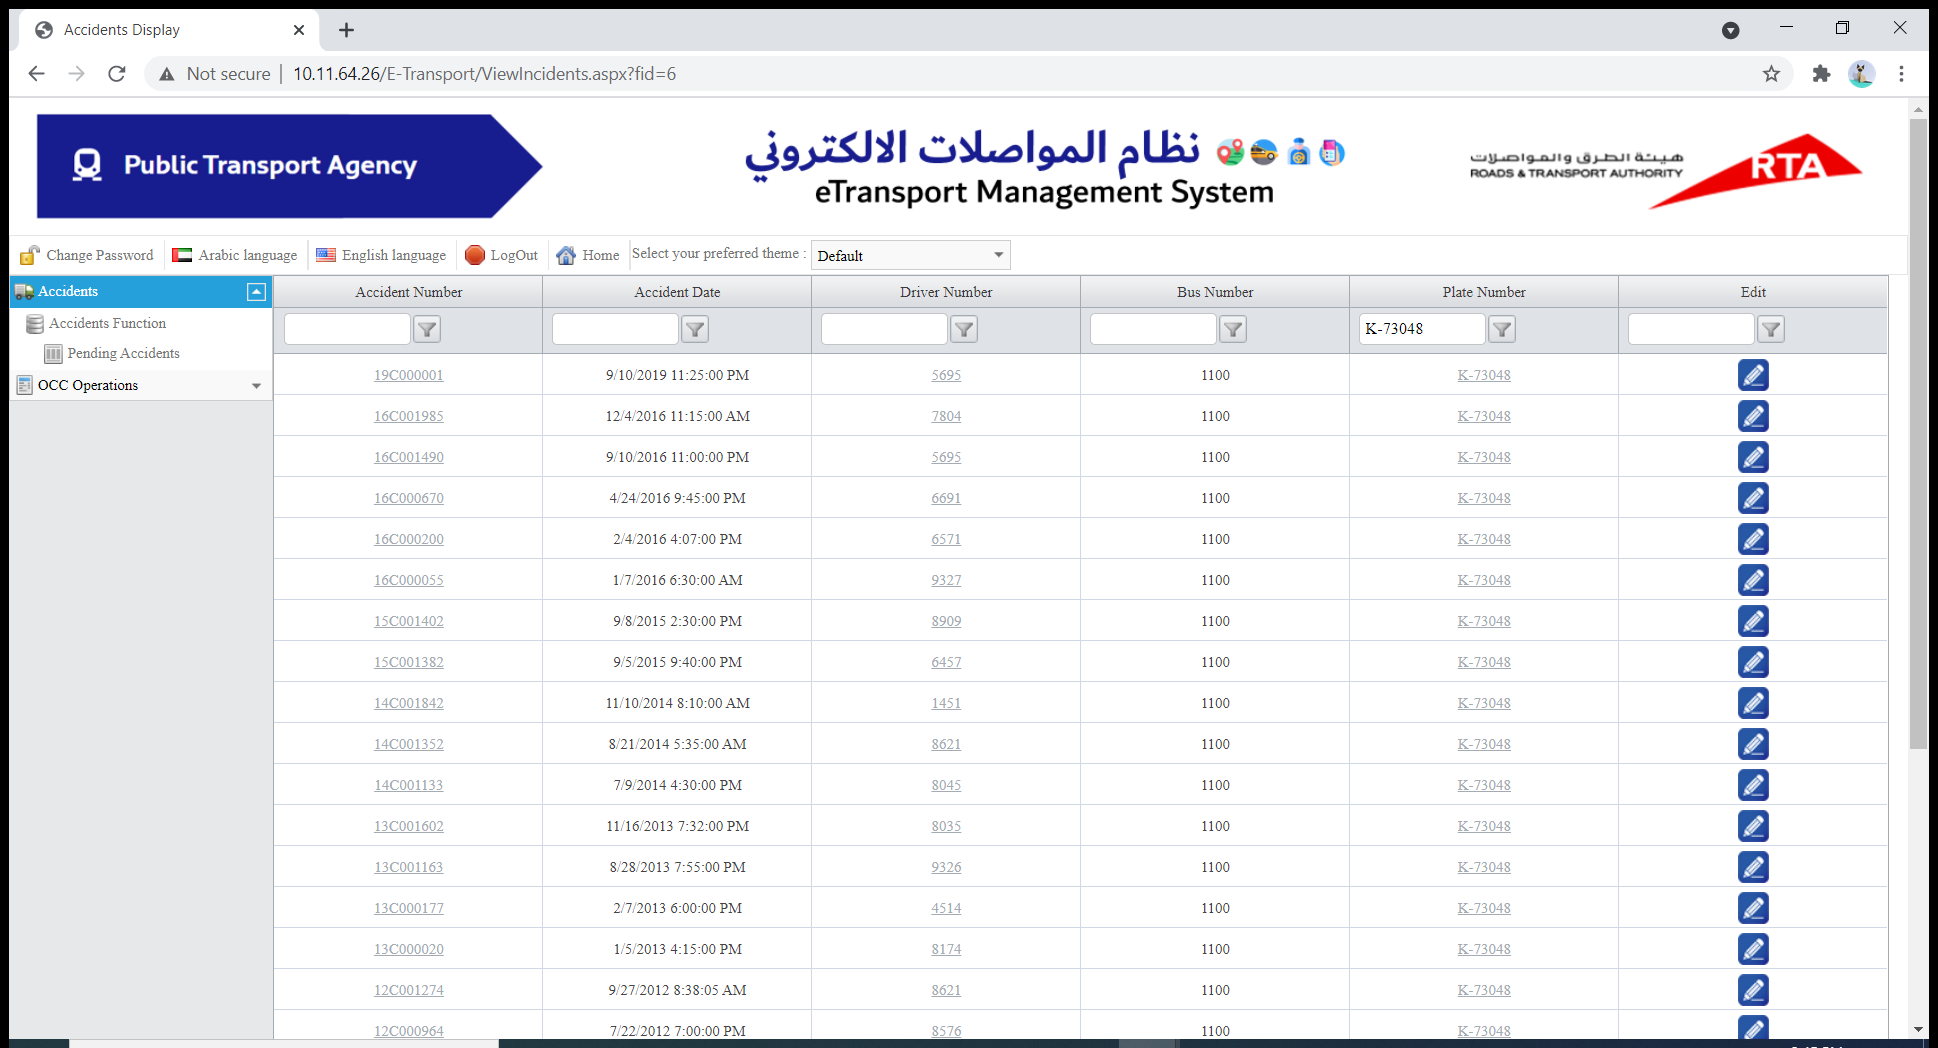 Accidents Display
Not secure 10.11.64.26/E-Transport/ViewIncidents.aspx?fid=6
Public Transport Agency
نظام المواصلات الالكتروني
eTransport Management System
هيئة الطرق والمواصلات
ROADS & TRANSPORT AUTHORITY
RTA
Change Password Arabic language English language LogOut Home Select your preferred theme : Default
Accidents
Accidents Function
Pending Accidents
OCC Operations
Accident Number Accident Date Driver Number Bus Number Plate Number Edit
K-73048
19C000001 9/10/2019 11:25:00 PM 5695 1100 K-73048
16C001985 12/4/2016 11:15:00 AM 7804 1100 K-73048
16C001490 9/10/2016 11:00:00 PM 5695 1100 K-73048
16C000670 4/24/2016 9:45:00 PM 6691 1100 K-73048
16C000200 2/4/2016 4:07:00 PM 6571 1100 K-73048
16C000055 1/7/2016 6:30:00 AM 9327 1100 K-73048
15C001402 9/8/2015 2:30:00 PM 8909 1100 K-73048
15C001382 9/5/2015 9:40:00 PM 6457 1100 K-73048
14C001842 11/10/2014 8:10:00 AM 1451 1100 K-73048
14C001352 8/21/2014 5:35:00 AM 8621 1100 K-73048
14C001133 7/9/2014 4:30:00 PM 8045 1100 K-73048
13C001602 11/16/2013 7:32:00 PM 8035 1100 K-73048
13C001163 8/28/2013 7:55:00 PM 9326 1100 K-73048
13C000177 2/7/2013 6:00:00 PM 4514 1100 K-73048
13C000020 1/5/2013 4:15:00 PM 8174 1100 K-73048
12C001274 9/27/2012 8:38:05 AM 8621 1100 K-73048
12C000964 7/22/2012 7:00:00 PM 8576 1100 K-73048